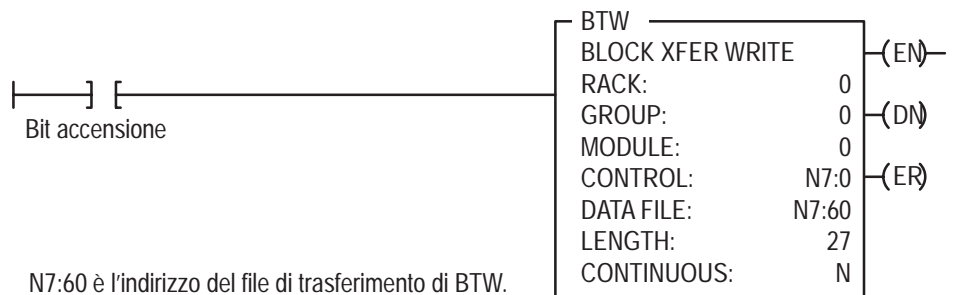 BTW
BLOCK XFER WRITE (EN)
RACK: 0
GROUP: 0 (DN)
MODULE: 0
CONTROL: N7:0 (ER)
DATA FILE: N7:60
LENGTH: 27
CONTINUOUS: N
Bit accensione
N7:60 è l'indirizzo del file di trasferimento di BTW.